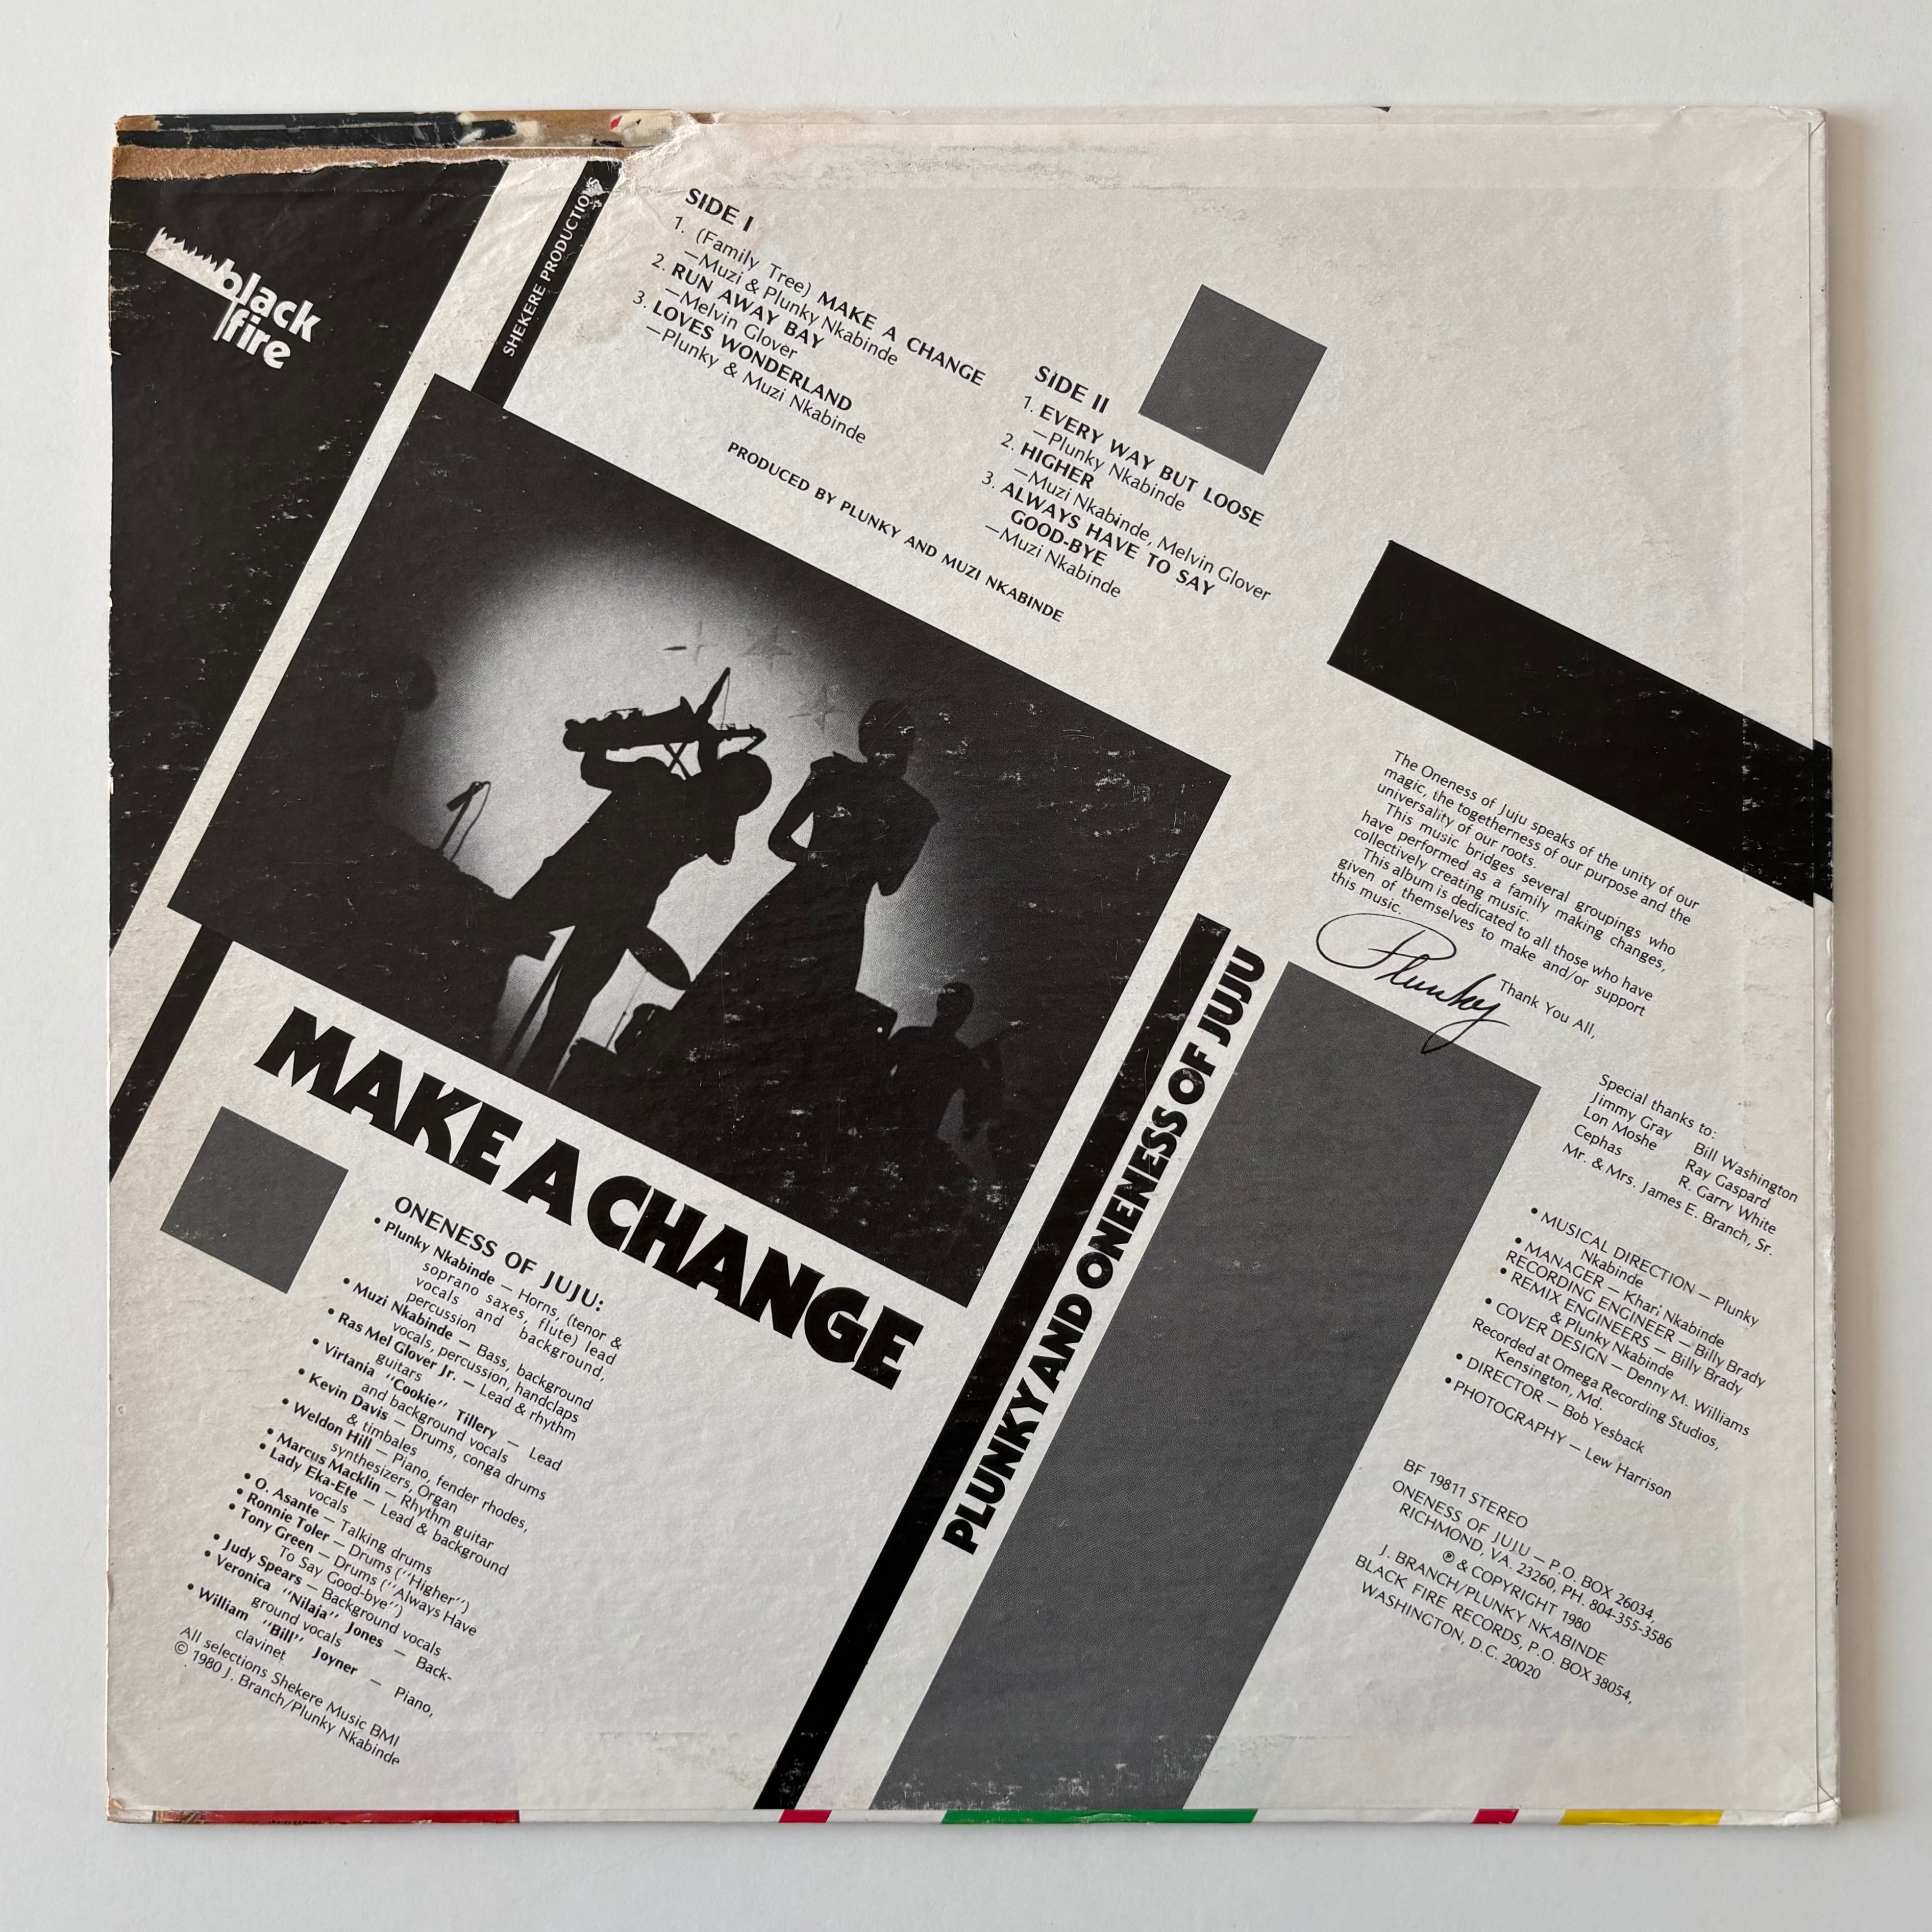 black
fire
SHEKERE PRODUCTIONS
SIDE I
1. (Family Tree) MAKE A CHANGE
—Muzi & Plunky Nkabinde
2. RUN AWAY BAY
—Melvin Glover
3. LOVES WONDERLAND
—Plunky & Muzi Nkabinde
SIDE II
1. EVERY WAY BUT LOOSE
—Plunky Nkabinde
2. HIGHER
—Muzi Nkabinde, Melvin Glover
3. ALWAYS HAVE TO SAY
GOOD-BYE
—Muzi Nkabinde
PRODUCED BY PLUNKY AND MUZI NKABINDE
MAKE A CHANGE
PLUNKY AND ONENESS OF JUJU
The Oneness of Juju speaks of the unity of our
magic, the togetherness of our purpose and the
universality of our roots.
This music bridges several groupings who
have performed as a family making changes,
collectively creating music.
This album is dedicated to all those who have
given of themselves to make and/or support
this music.
Thank You All,
Plunky
Special thanks to:
Jimmy Gray Bill Washington
Lon Moshe Ray Gaspard
Cephas R. Garry White
Mr. & Mrs. James E. Branch, Sr.
• MUSICAL DIRECTION — Plunky
Nkabinde
• MANAGER — Khari Nkabinde
RECORDING ENGINEER — Billy Brady
• REMIX ENGINEERS — Billy Brady
& Plunky Nkabinde
• COVER DESIGN — Denny M. Williams
Recorded at Omega Recording Studios,
Kensington, Md.
• DIRECTOR — Bob Yesback
• PHOTOGRAPHY — Lew Harrison
BF 19811 STEREO
ONENESS OF JUJU — P.O. BOX 26034,
RICHMOND, VA. 23260, PH. 804-355-3586
℗ & COPYRIGHT 1980
J. BRANCH/PLUNKY NKABINDE
BLACK FIRE RECORDS, P.O. BOX 38054,
WASHINGTON, D.C. 20020
ONENESS OF JUJU:
• Plunky Nkabinde — Horns, (tenor &
soprano saxes, flute) lead
vocals and background,
percussion
• Muzi Nkabinde — Bass, background
vocals, percussion, handclaps
• Ras Mel Glover Jr. — Lead & rhythm
guitars
• Virtania "Cookie" Tillery — Lead
and background vocals
• Kevin Davis — Drums, conga drums
& timbales
• Weldon Hill — Piano, fender rhodes,
synthesizers, Organ
• Marcus Macklin — Rhythm guitar
• Lady Eka-Ete — Lead & background
vocals
• O. Asante — Talking drums
• Ronnie Toler — Drums ("Higher")
• Tony Green — Drums ("Always Have
To Say Good-bye")
• Judy Spears — Background vocals
• Veronica "Nilaja" Jones — Back-
ground vocals
• William "Bill" Joyner — Piano,
clavinet
All selections Shekere Music BMI
© 1980 J. Branch/Plunky Nkabinde